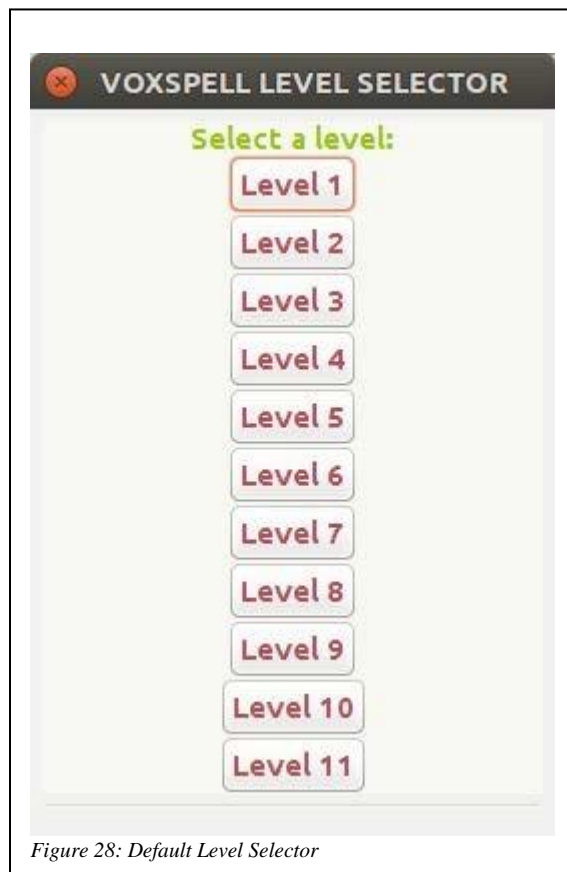 VOXSPELL LEVEL SELECTOR
Select a level:
Level 1
Level 2
Level 3
Level 4
Level 5
Level 6
Level 7
Level 8
Level 9
Level 10
Level 11
Figure 28: Default Level Selector